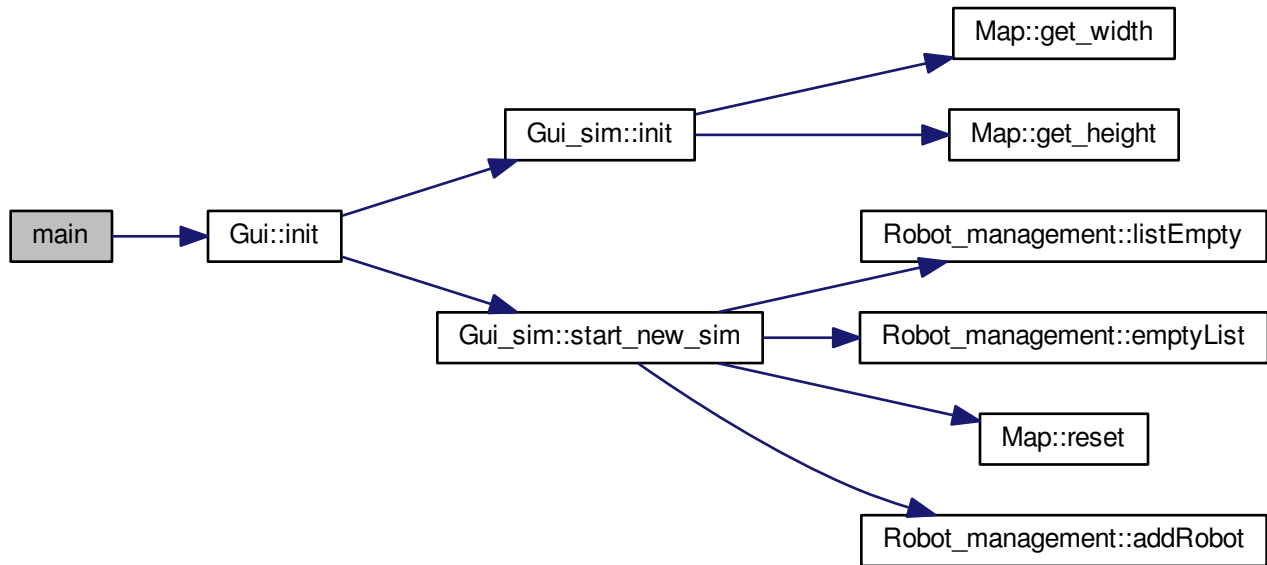 main
Gui::init
Gui_sim::init
Gui_sim::start_new_sim
Map::get_width
Map::get_height
Robot_management::listEmpty
Robot_management::emptyList
Map::reset
Robot_management::addRobot